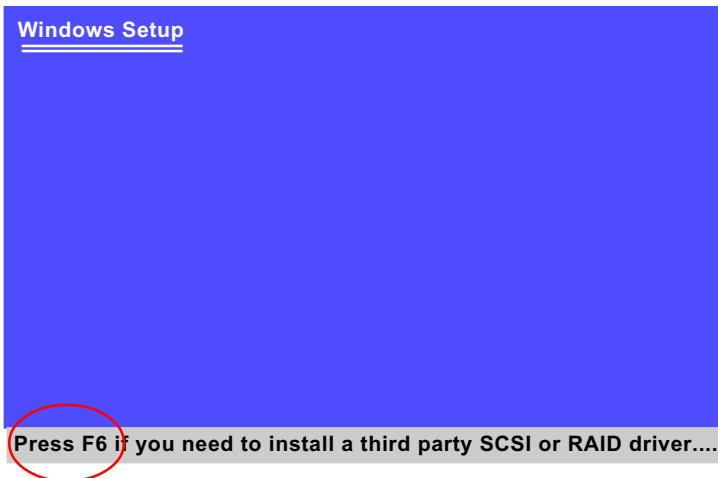 Windows Setup
Press F6 if you need to install a third party SCSI or RAID driver....